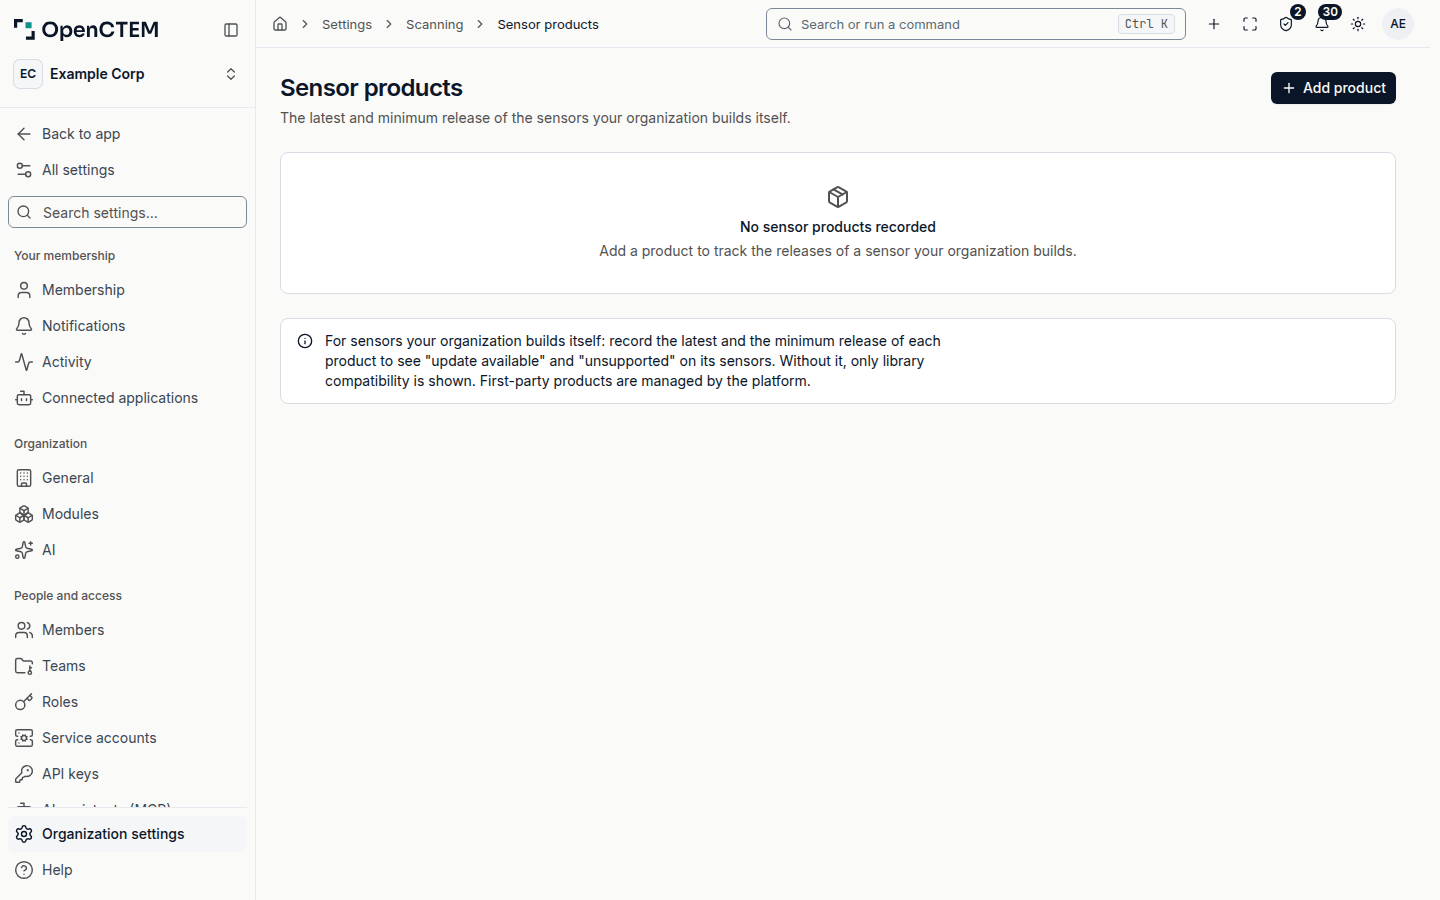 OpenCTEM
EC Example Corp
Back to app
All settings
Search settings...
Your membership
Membership
Notifications
Activity
Connected applications
Organization
General
Modules
AI
People and access
Members
Teams
Roles
Service accounts
API keys
Organization settings
Help
Settings > Scanning > Sensor products
Search or run a command Ctrl K
2
30
AE
Sensor products
Add product
The latest and minimum release of the sensors your organization builds itself.
No sensor products recorded
Add a product to track the releases of a sensor your organization builds.
For sensors your organization builds itself: record the latest and the minimum release of each
product to see "update available" and "unsupported" on its sensors. Without it, only library
compatibility is shown. First-party products are managed by the platform.